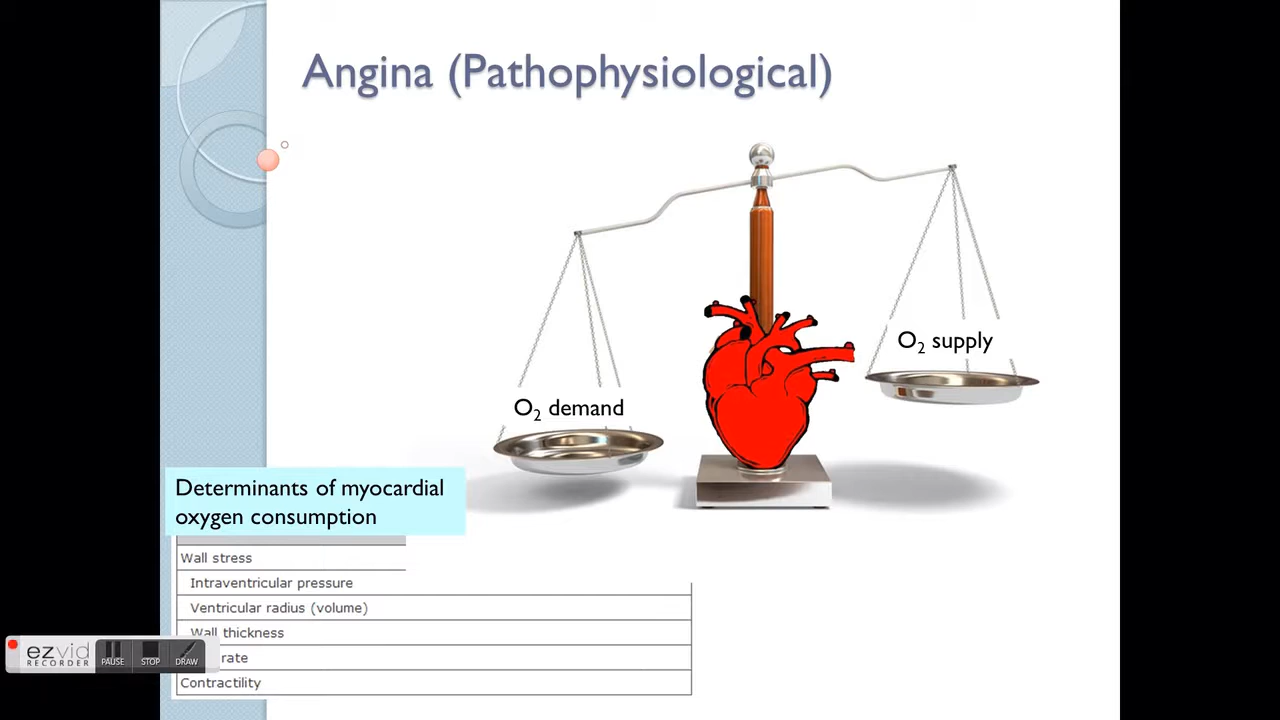 Angina (Pathophysiological)
O2 supply
O2 demand
Determinants of myocardial
oxygen consumption
Wall stress
Intraventricular pressure
Ventricular radius (volume)
Wall thickness
rate
Contractility
ezvid
RECORDER
PAUSE
STOP
DRAW